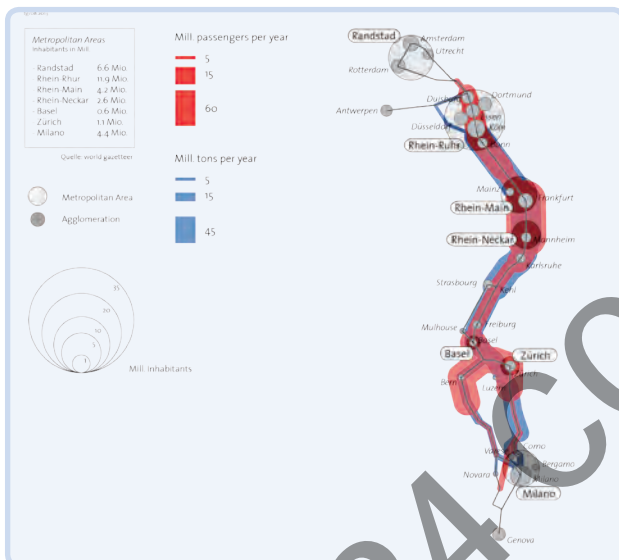 Metropolitan Areas
Inhabitants in Mill.
Randstad 6.6 Mio.
Rhein-Rhur 11.9 Mio.
Rhein-Main 4.2 Mio.
Rhein-Neckar 2.6 Mio.
Basel 0.6 Mio.
Zürich 1.1 Mio.
Milano 4.4 Mio.
Quelle: world gazetteer
Metropolitan Area
Agglomeration
35
20
10
Mill. Inhabitants
Mill. passengers per year
5
15
60
Mill. tons per year
5
15
45
Randstad
Amsterdam
Utrecht
Rotterdam
Antwerpen
Duisburg
Dortmund
Essen
Düsseldorf
Köln
Rhein-Ruhr
Bonn
Mainz
Frankfurt
Rhein-Main
Rhein-Neckar
Mannheim
Karlsruhe
Strasbourg
Kehl
Mulhouse
Freiburg
Basel
Basel
Zürich
Zürich
Bern
Luzern
Varese
Como
Bergamo
Novara
Milano
Milano
Genova